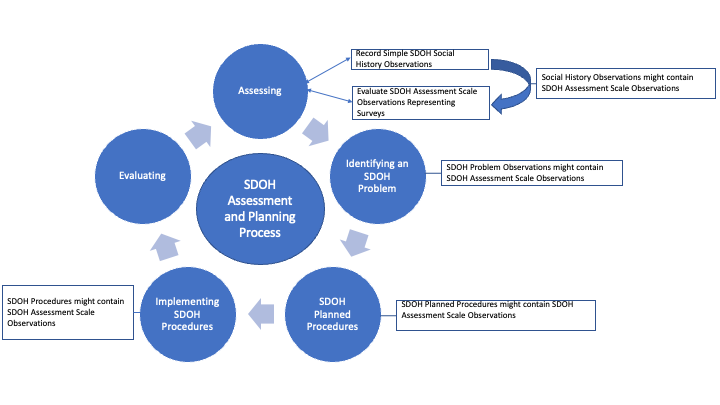 Assessing
Record Simple SDOH Social
History Observations
Evaluate SDOH Assessment Scale
Observations Representing
Surveys
Social History Observations might contain
SDOH Assessment Scale Observations
Identifying an
SDOH
Problem
SDOH Problem Observations might contain
SDOH Assessment Scale Observations
Evaluating
SDOH
Assessment
and Planning
Process
SDOH
Planned
Procedures
SDOH Planned Procedures might contain SDOH
Assessment Scale Observations
Implementing
SDOH
Procedures
SDOH Procedures might contain
SDOH Assessment Scale
Observations